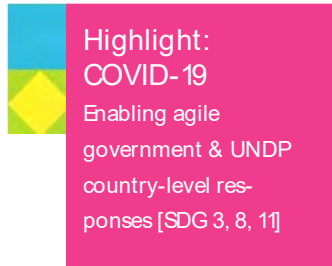 Highlight:
COVID-19
Enabling agile
government & UNDP
country-level res-
ponses [SDG 3, 8, 11]